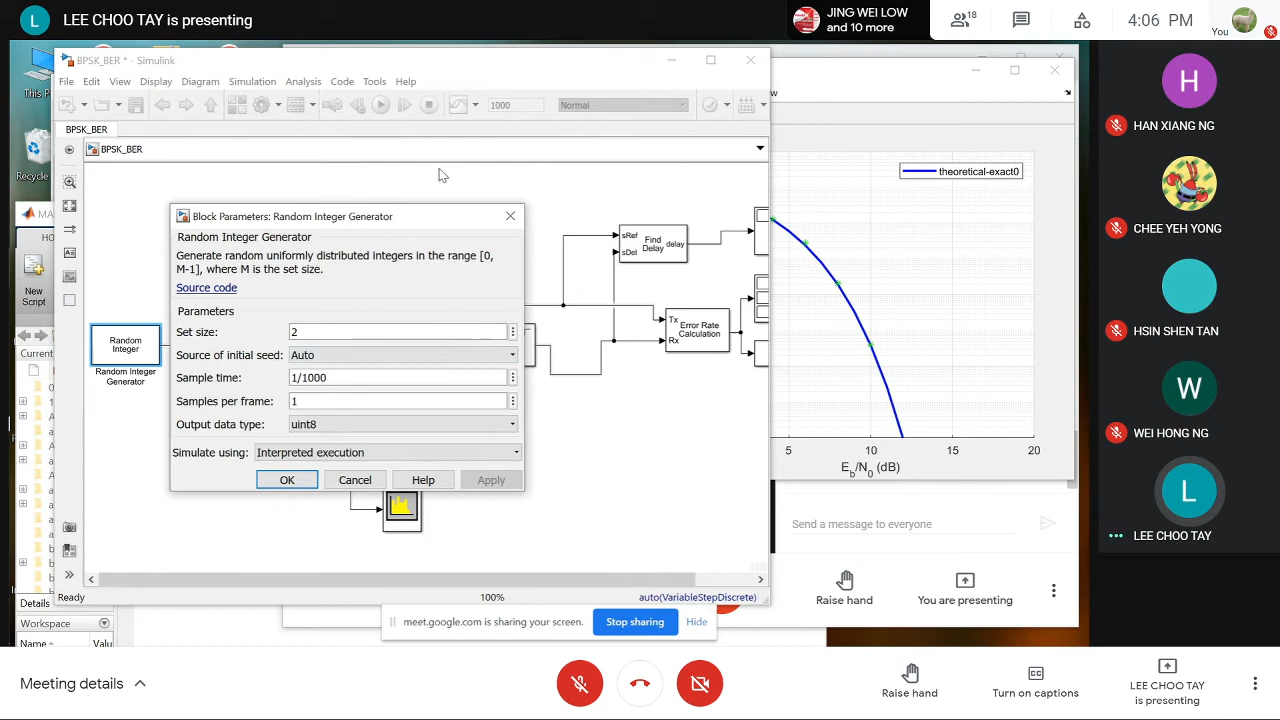 L
LEE CHOO TAY is presenting
JING WEI LOW
and 10 more
18
4:06 PM
You
This P
Recycle
BPSK_BER * - Simulink
File Edit View Display Diagram Simulation Analysis Code Tools Help
1000
Normal
BPSK_BER
BPSK_BER
MA
HO
New
Script
Current
Details
Workspace
Name
Valu
Block Parameters: Random Integer Generator
Random Integer Generator
Generate random uniformly distributed integers in the range [0,
M-1], where M is the set size.
Source code
Parameters
Set size: 2
Source of initial seed: Auto
Sample time: 1/1000
Samples per frame: 1
Output data type: uint8
Simulate using: Interpreted execution
OK Cancel Help Apply
Random
Integer
Random Integer
Generator
sRef
sDel
Find
Delay
delay
Tx
Rx
Error Rate
Calculation
Ready
100%
auto(VariableStepDiscrete)
theoretical-exact0
5 10 15 20
Eb/N0 (dB)
Send a message to everyone
Raise hand
You are presenting
meet.google.com is sharing your screen.
Stop sharing
Hide
H
HAN XIANG NG
CHEE YEH YONG
HSIN SHEN TAN
W
WEI HONG NG
L
LEE CHOO TAY
Meeting details
Raise hand
Turn on captions
LEE CHOO TAY
is presenting